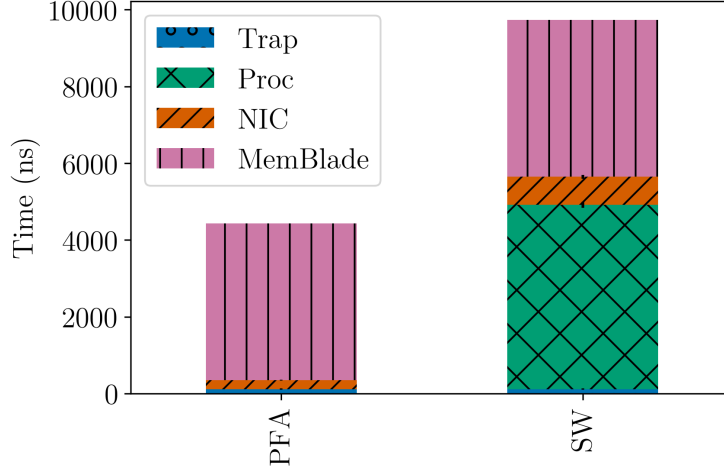 10000
8000
6000
4000
2000
0
Time (ns)
Trap
Proc
NIC
MemBlade
PFA
SW